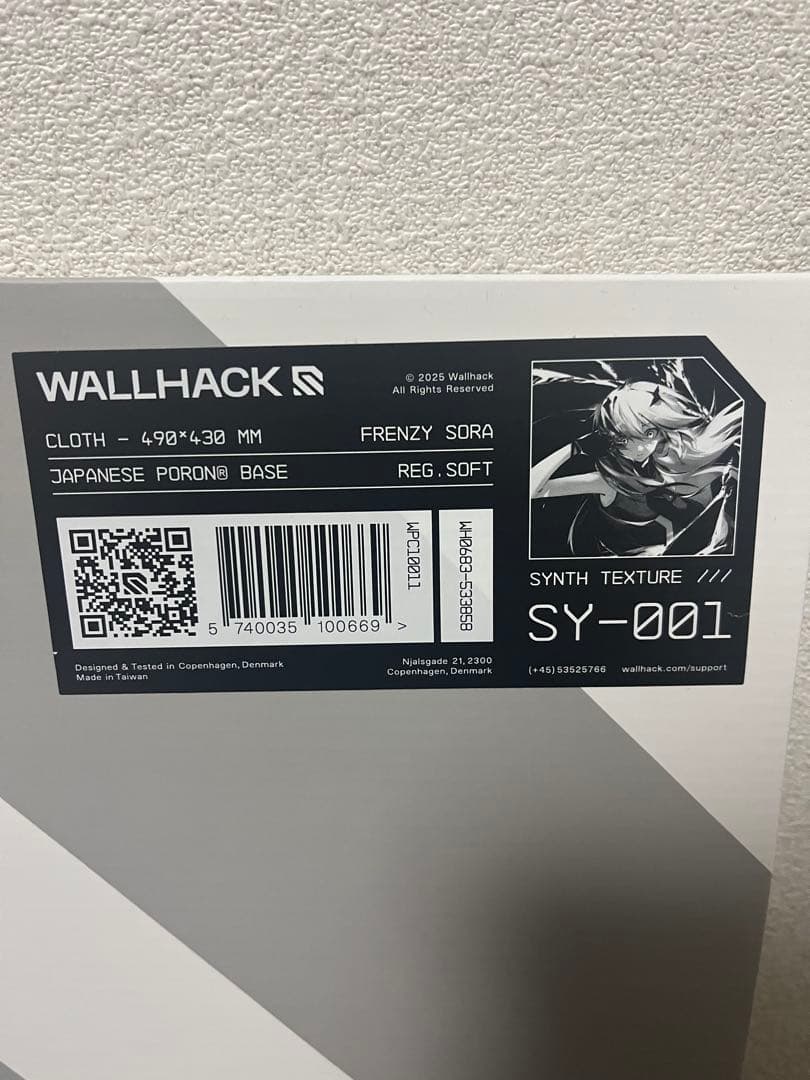 WALLHACK
© 2025 Wallhack
All Rights Reserved
CLOTH – 490×430 MM
FRENZY SORA
JAPANESE PORON® BASE
REG.SOFT
WPC10011
WH0683-533858
5 740035 100669 >
Designed & Tested in Copenhagen, Denmark
Made in Taiwan
Njalsgade 21, 2300
Copenhagen, Denmark
SYNTH TEXTURE ///
SY-001
(+45) 53525766
wallhack.com/support